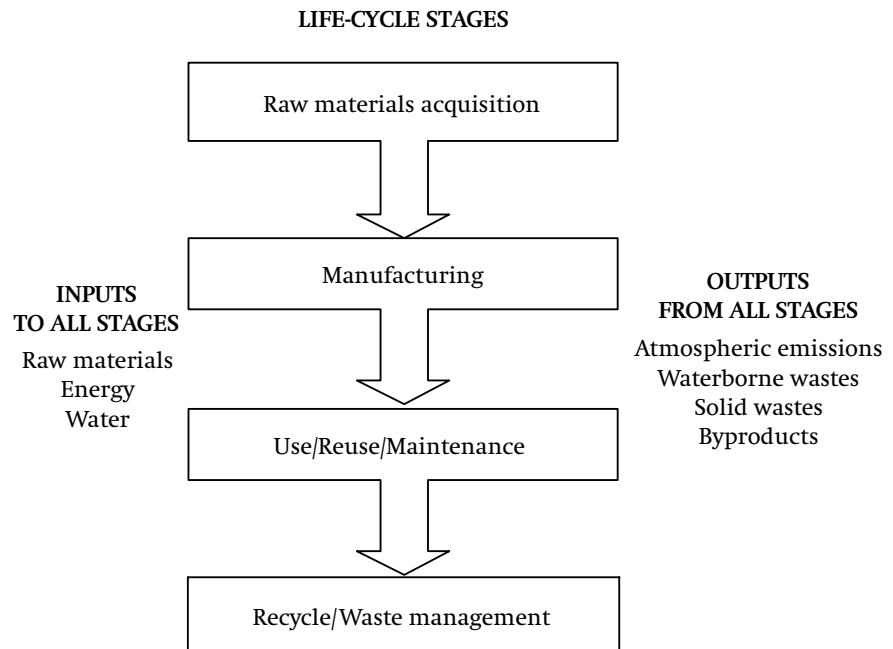 LIFE-CYCLE STAGES
Raw materials acquisition
Manufacturing
INPUTS
TO ALL STAGES
Raw materials
Energy
Water
OUTPUTS
FROM ALL STAGES
Atmospheric emissions
Waterborne wastes
Solid wastes
Byproducts
Use/Reuse/Maintenance
Recycle/Waste management